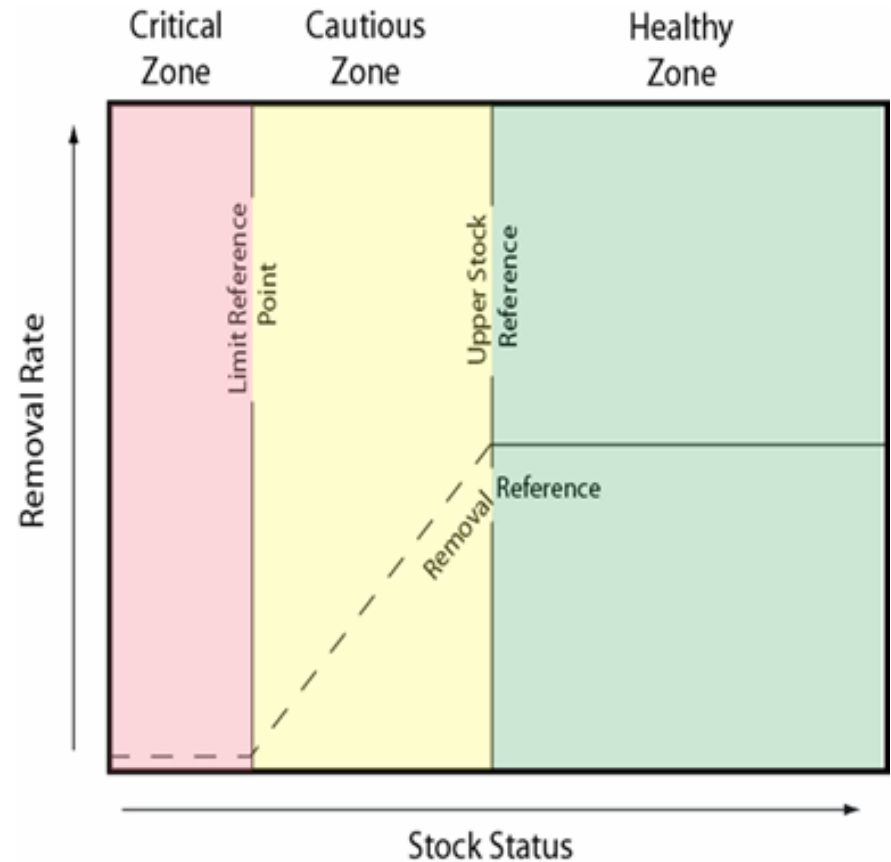 Critical
Zone
Cautious
Zone
Healthy
Zone
Limit Reference
Point
Upper Stock
Reference
Removal Reference
Removal Rate
Stock Status